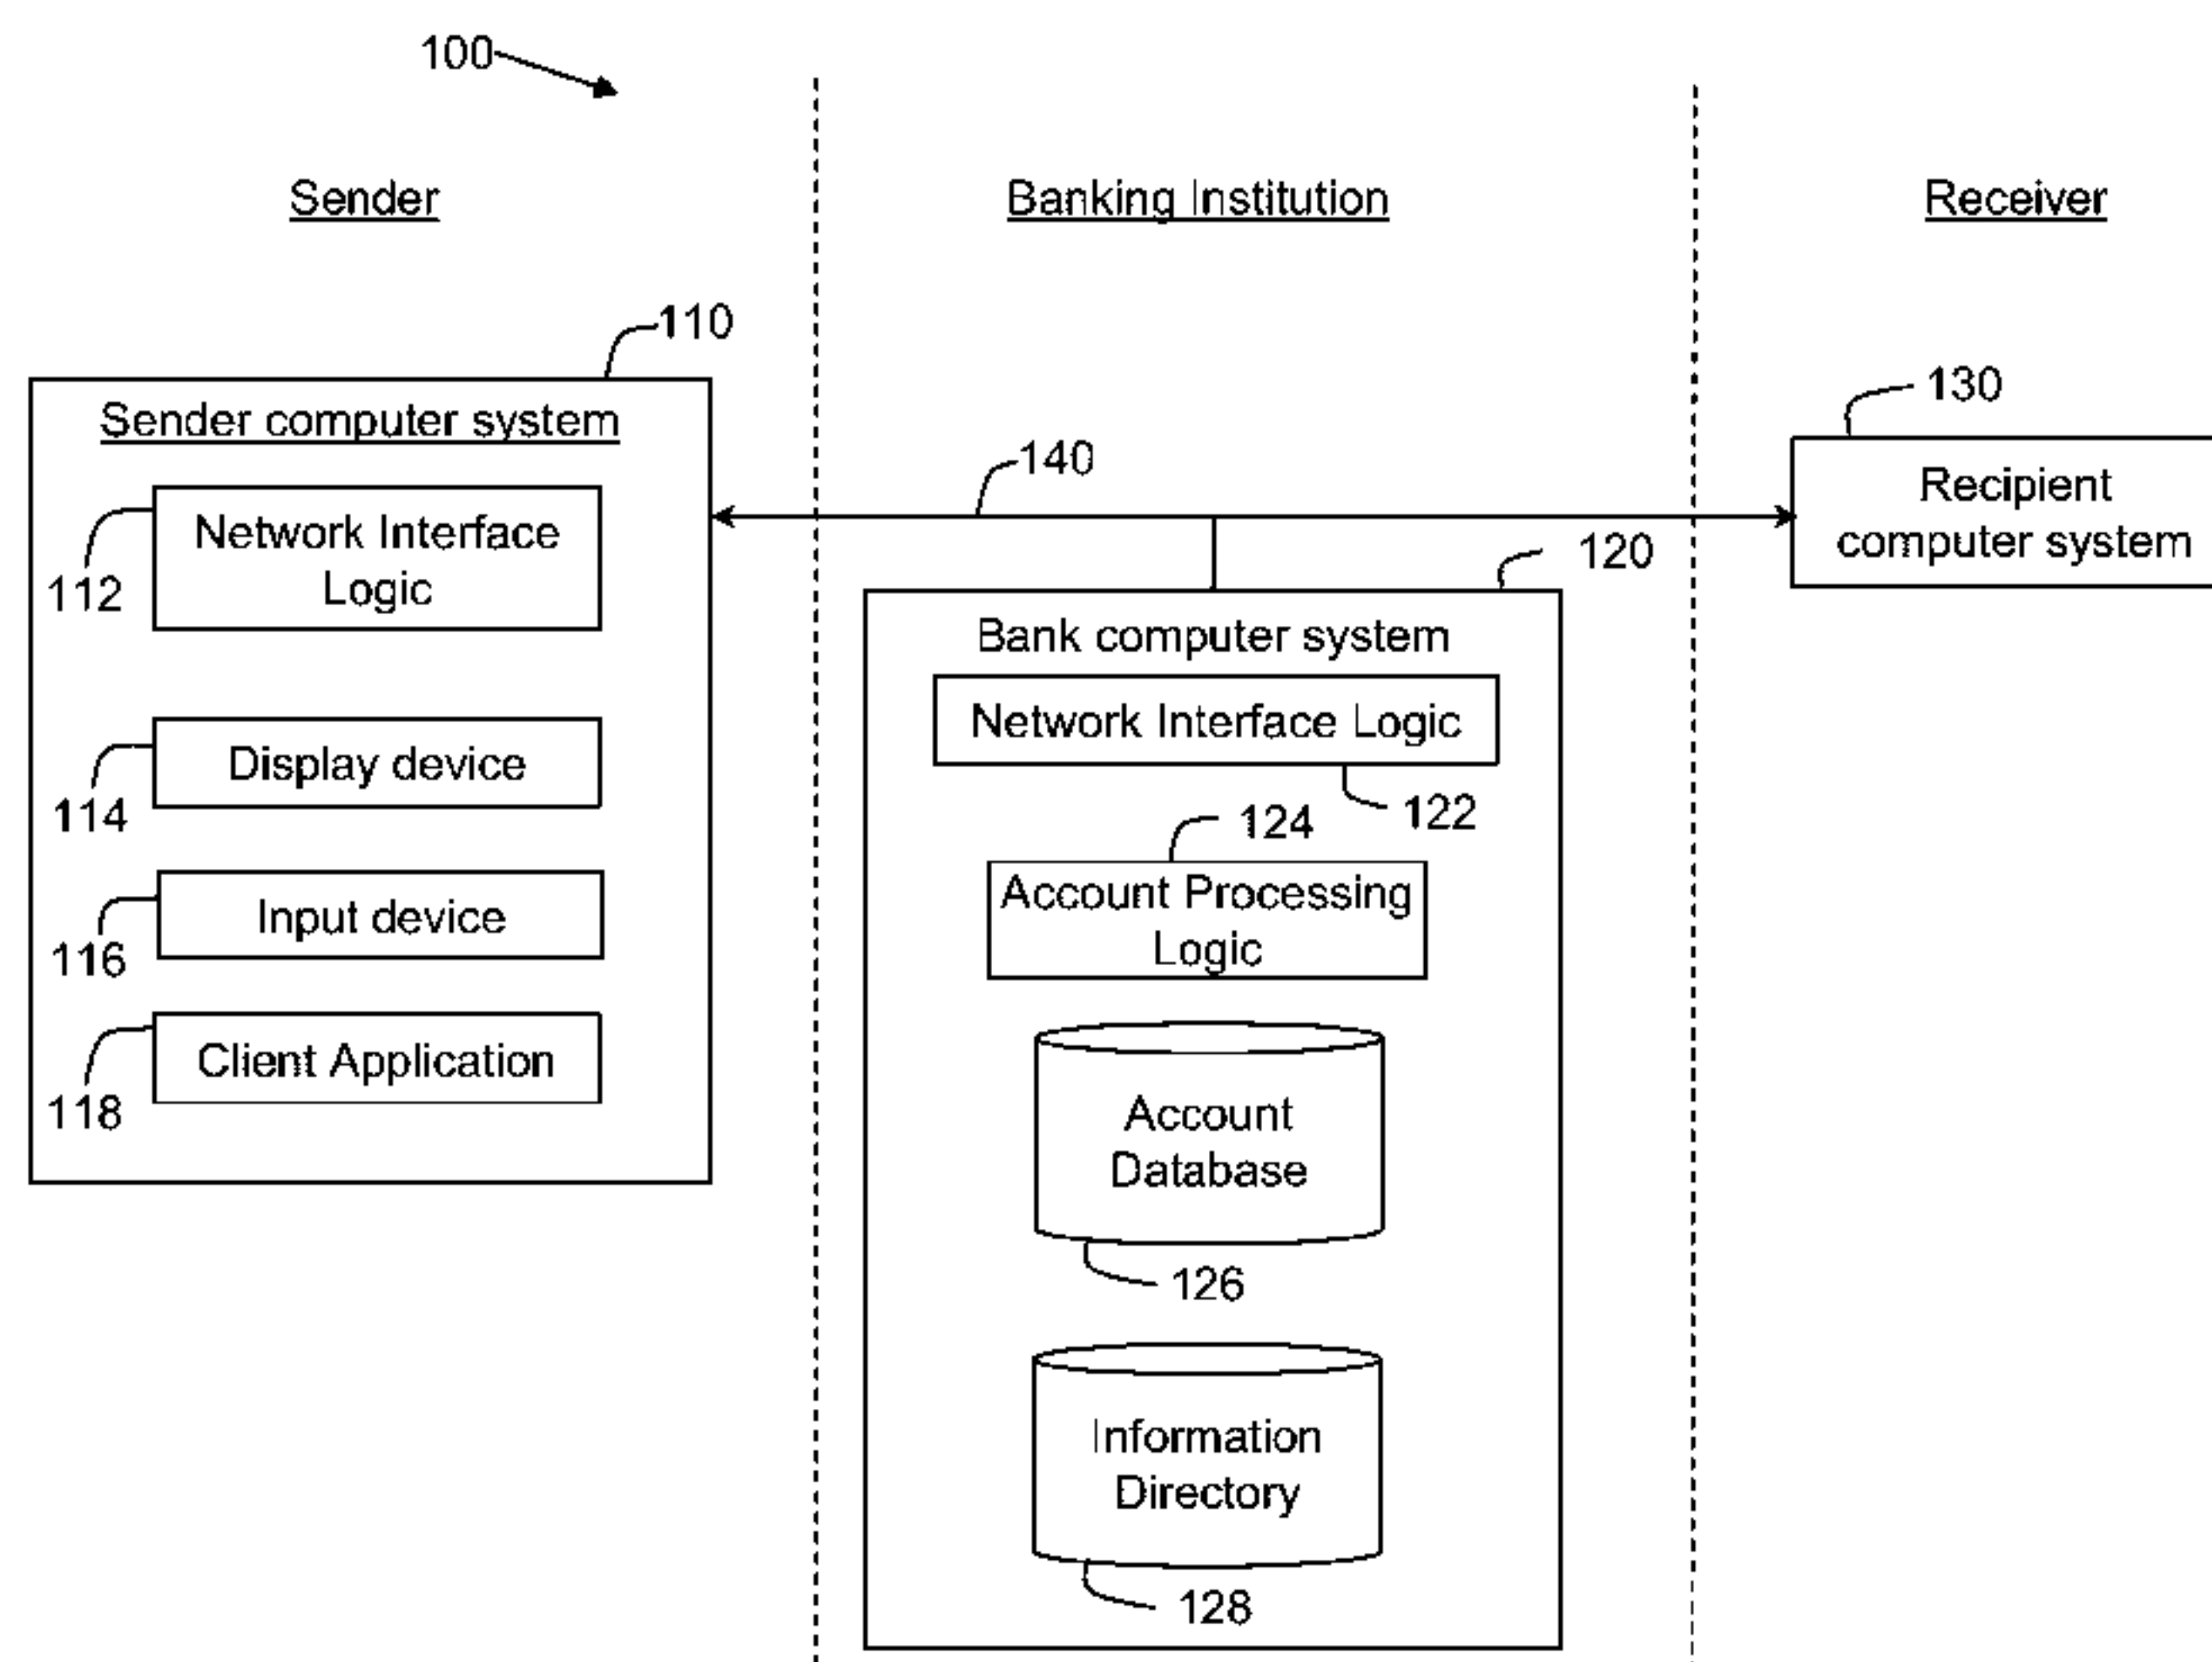 100
Sender
Banking Institution
Receiver
110
Sender computer system
112
Network Interface
Logic
114
Display device
116
Input device
118
Client Application
140
120
Bank computer system
Network Interface Logic
122
124
Account Processing
Logic
Account
Database
126
Information
Directory
128
130
Recipient
computer system